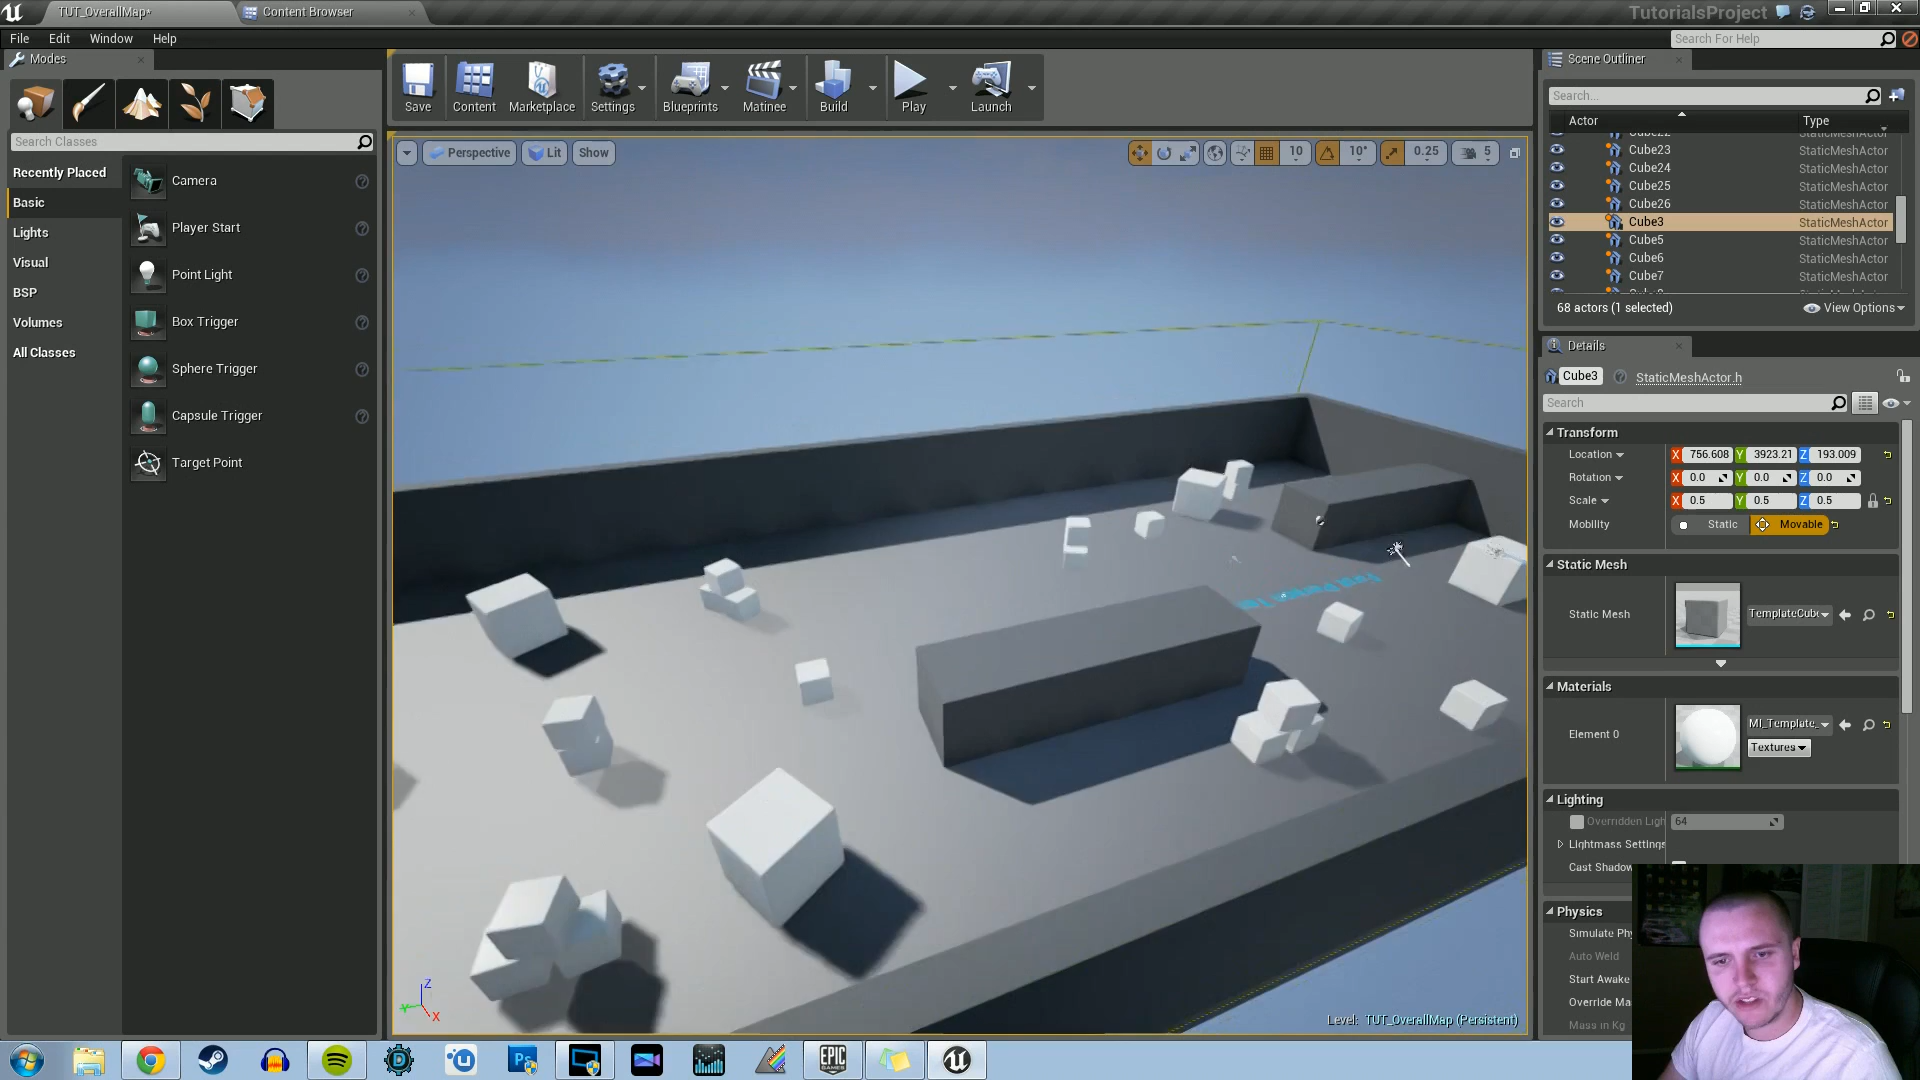 TUT_OverallMap*
Content Browser
TutorialsProject
File Edit Window Help
Search For Help
Modes
Search Classes
Recently Placed
Basic
Lights
Visual
BSP
Volumes
All Classes
Camera
Player Start
Point Light
Box Trigger
Sphere Trigger
Capsule Trigger
Target Point
Save
Content
Marketplace
Settings
Blueprints
Matinee
Build
Play
Launch
Perspective Lit Show
10 10° 0.25 5
Level: TUT_OverallMap (Persistent)
Z
Y
X
Scene Outliner
Search...
Actor Type
Cube22 StaticMeshActor
Cube23 StaticMeshActor
Cube24 StaticMeshActor
Cube25 StaticMeshActor
Cube26 StaticMeshActor
Cube3 StaticMeshActor
Cube5 StaticMeshActor
Cube6 StaticMeshActor
Cube7 StaticMeshActor
68 actors (1 selected)
View Options
Details
Cube3 StaticMeshActor.h
Search
Transform
Location X 756.608 Y 3923.21 Z 193.009
Rotation X 0.0 Y 0.0 Z 0.0
Scale X 0.5 Y 0.5 Z 0.5
Mobility Static Movable
Static Mesh
Static Mesh TemplateCube
Materials
Element 0 MI_Template_
Textures
Lighting
Overridden Ligh 64
Lightmass Settings
Cast Shadow
Physics
Simulate Phy
Auto Weld
Start Awake
Override Ma
Mass in Kg
Ps
EPIC
GAMES